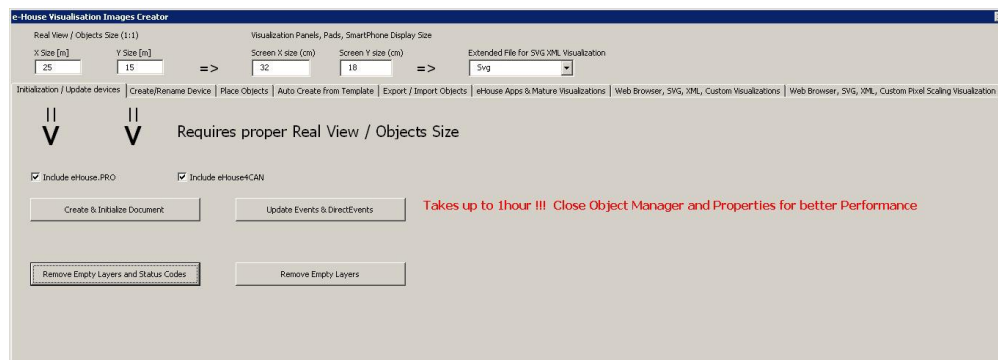 e-House Visualisation Images Creator
Real View / Objects Size (1:1)
Visualization Panels, Pads, SmartPhone Display Size
X Size [m] Y Size [m] Screen X size (cm) Screen Y size (cm) Extended File for SVG XML Visualization
25 15 => 32 18 => Svg
Initialization / Update devices Create/Rename Device Place Objects Auto Create from Template Export / Import Objects eHouse Apps & Mature Visualizations Web Browser, SVG, XML, Custom Visualizations Web Browser, SVG, XML, Custom Pixel Scaling Visualization
Requires proper Real View / Objects Size
Include eHouse.PRO Include eHouse4CAN
Create & Initialize Document Update Events & DirectEvents Takes up to 1hour !!! Close Object Manager and Properties for better Performance
Remove Empty Layers and Status Codes Remove Empty Layers